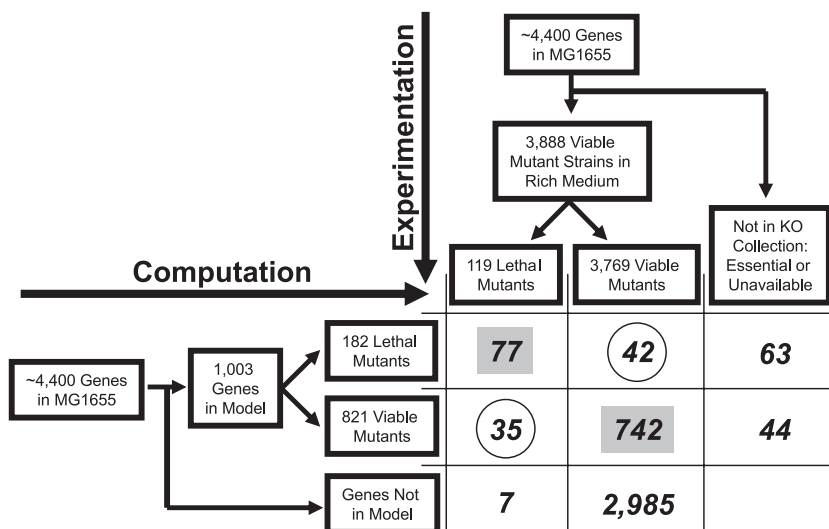 ~4,400 Genes
in MG1655
Experimentation
3,888 Viable
Mutant Strains in
Rich Medium
Not in KO
Collection:
Essential or
Unavailable
Computation
119 Lethal
Mutants
3,769 Viable
Mutants
182 Lethal
Mutants
77
42
63
~4,400 Genes
in MG1655
1,003
Genes
in Model
821 Viable
Mutants
35
742
44
Genes Not
in Model
7
2,985